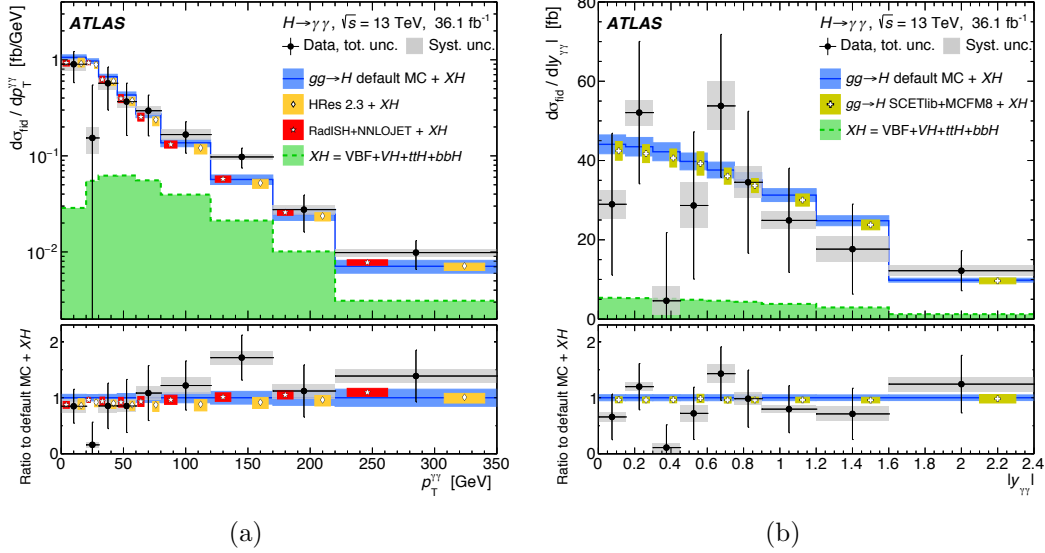 ATLAS
H→γγ, √s = 13 TeV, 36.1 fb⁻¹
Data, tot. unc. Syst. unc.
gg→H default MC + XH
HRes 2.3 + XH
RadISH+NNLOJET + XH
XH = VBF+VH+ttH+bbH
dσ_fid / dp_T^γγ [fb/GeV]
1
10⁻¹
10⁻²
Ratio to default MC + XH
2
1
0
0 50 100 150 200 250 300 350
p_T^γγ [GeV]
(a)
ATLAS
H→γγ, √s = 13 TeV, 36.1 fb⁻¹
Data, tot. unc. Syst. unc.
gg→H default MC + XH
gg→H SCETlib+MCFM8 + XH
XH = VBF+VH+ttH+bbH
dσ_fid / d|y_γγ| [fb]
80
70
60
50
40
30
20
10
0
Ratio to default MC + XH
2
1
0
0 0.2 0.4 0.6 0.8 1 1.2 1.4 1.6 2 2.4
|y_γγ|
(b)